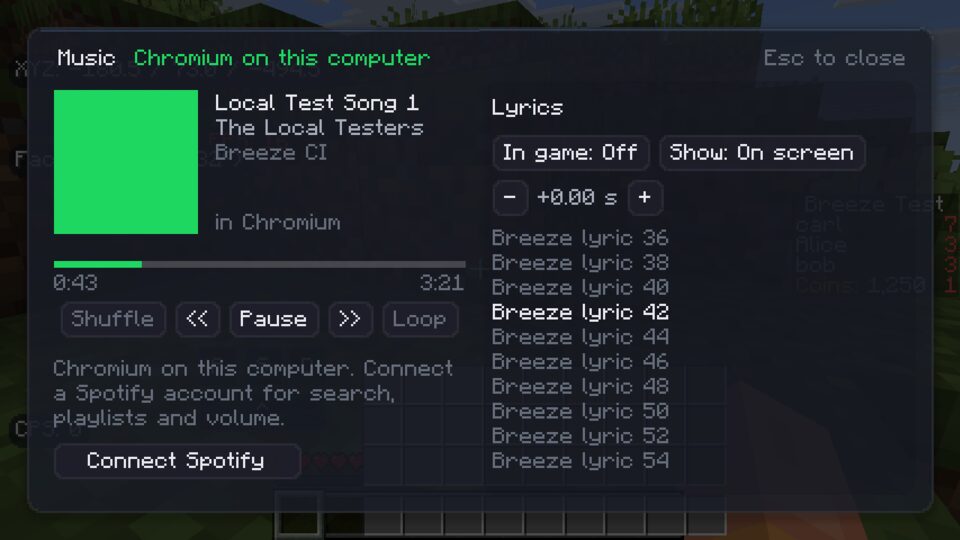 Music Chromium on this computer
Esc to close
Local Test Song 1
The Local Testers
Breeze CI
in Chromium
0:43
3:21
Shuffle
<<
Pause
>>
Loop
Chromium on this computer. Connect
a Spotify account for search,
playlists and volume.
Connect Spotify
Lyrics
In game: Off
Show: On screen
-
+0.00 s
+
Breeze lyric 36
Breeze lyric 38
Breeze lyric 40
Breeze lyric 42
Breeze lyric 44
Breeze lyric 46
Breeze lyric 48
Breeze lyric 50
Breeze lyric 52
Breeze lyric 54
Breeze Test
carl
Alice
bob
Coins: 1,250